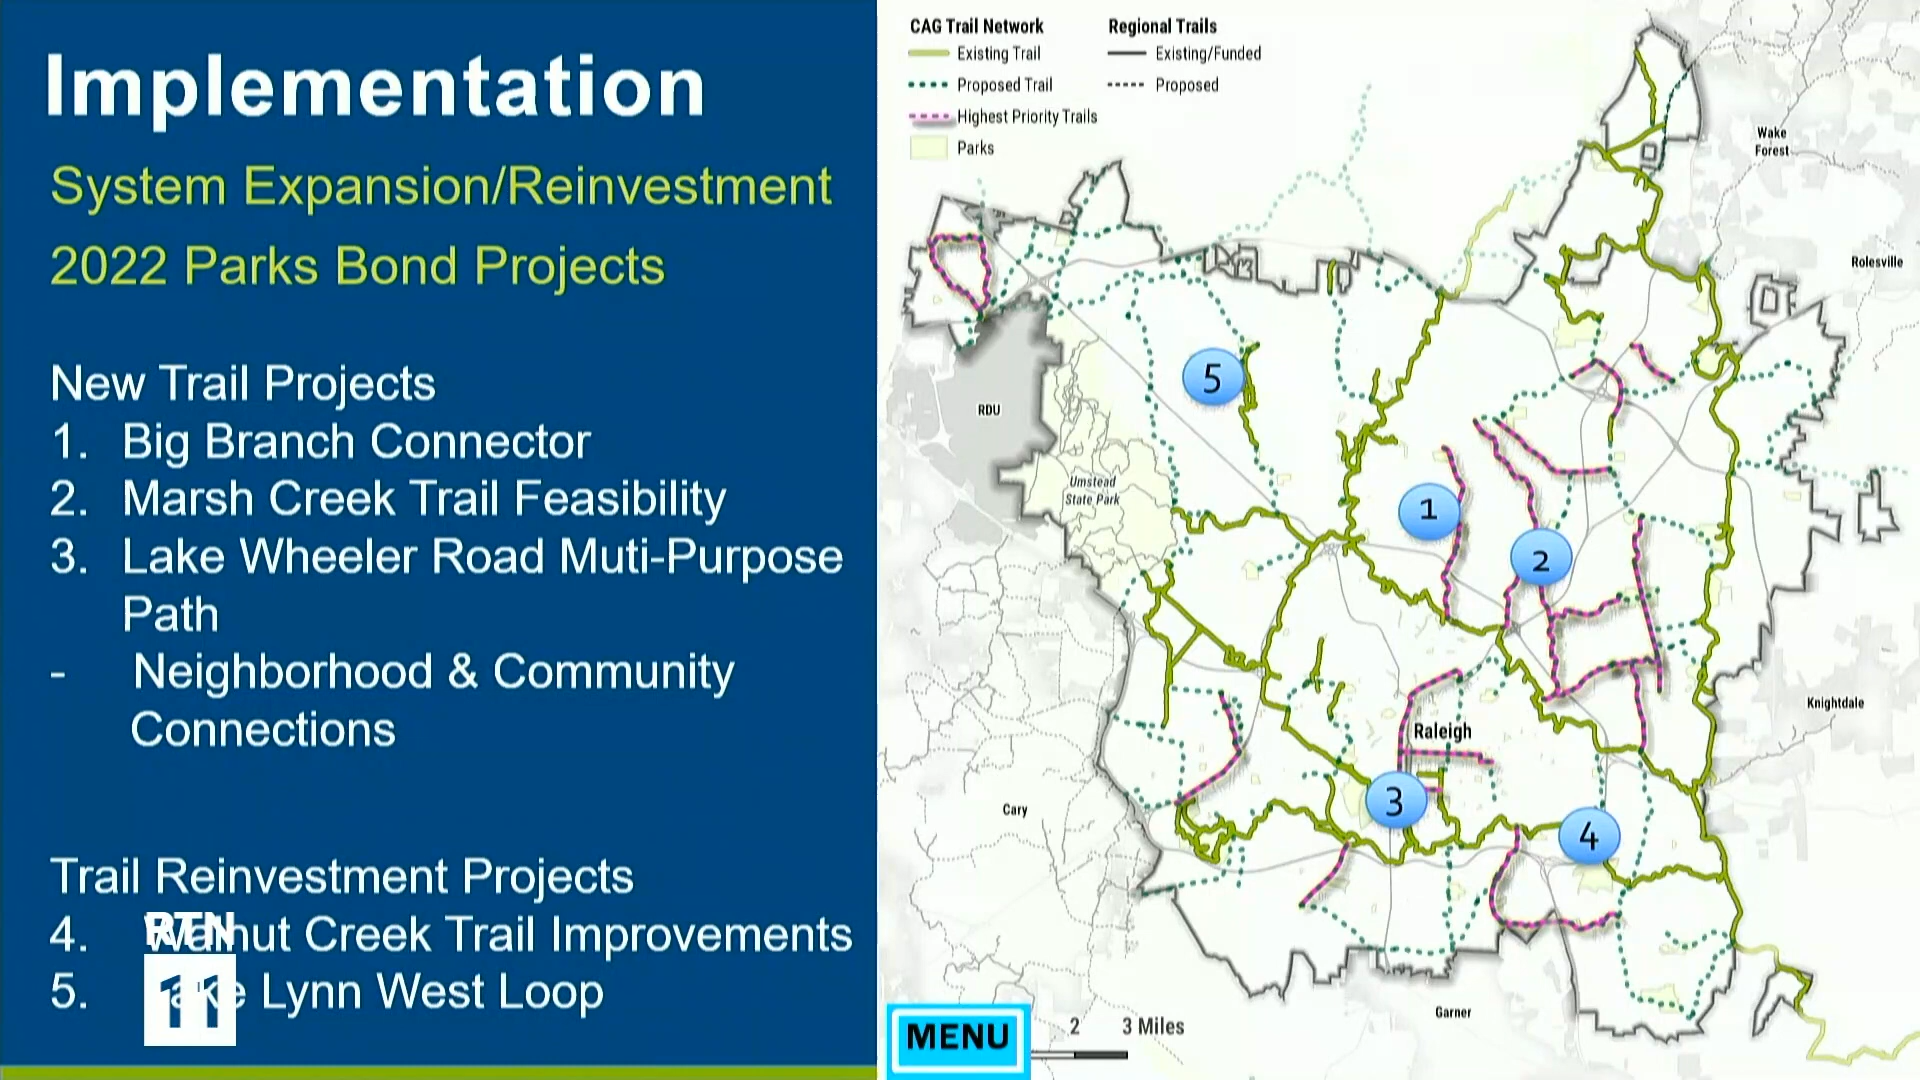 Implementation
System Expansion/Reinvestment
2022 Parks Bond Projects
New Trail Projects
1. Big Branch Connector
2. Marsh Creek Trail Feasibility
3. Lake Wheeler Road Muti-Purpose
Path
- Neighborhood & Community
Connections
Trail Reinvestment Projects
4. Walnut Creek Trail Improvements
5. Lake Lynn West Loop
RTN
11
CAG Trail Network
Existing Trail
Proposed Trail
Highest Priority Trails
Parks
Regional Trails
Existing/Funded
Proposed
Wake
Forest
Rolesville
5
RDU
Umstead
State Park
1
2
Knightdale
Raleigh
3
Cary
4
Garner
MENU
2 3 Miles